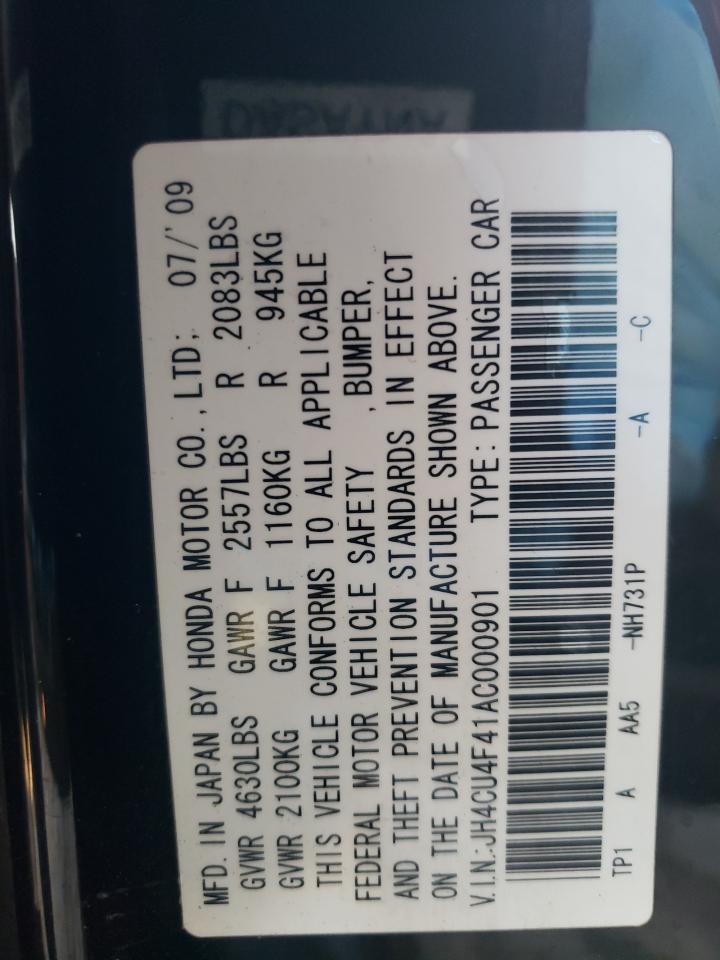 MFD. IN JAPAN BY HONDA MOTOR CO., LTD; 07/'09
GVWR 4630LBS GAWR F 2557LBS R 2083LBS
GVWR 2100KG GAWR F 1160KG R 945KG
THIS VEHICLE CONFORMS TO ALL APPLICABLE
FEDERAL MOTOR VEHICLE SAFETY , BUMPER,
AND THEFT PREVENTION STANDARDS IN EFFECT
ON THE DATE OF MANUFACTURE SHOWN ABOVE.
V.I.N.:JH4CU4F41AC000901 TYPE: PASSENGER CAR
TP1 A AA5 -NH731P -A -C